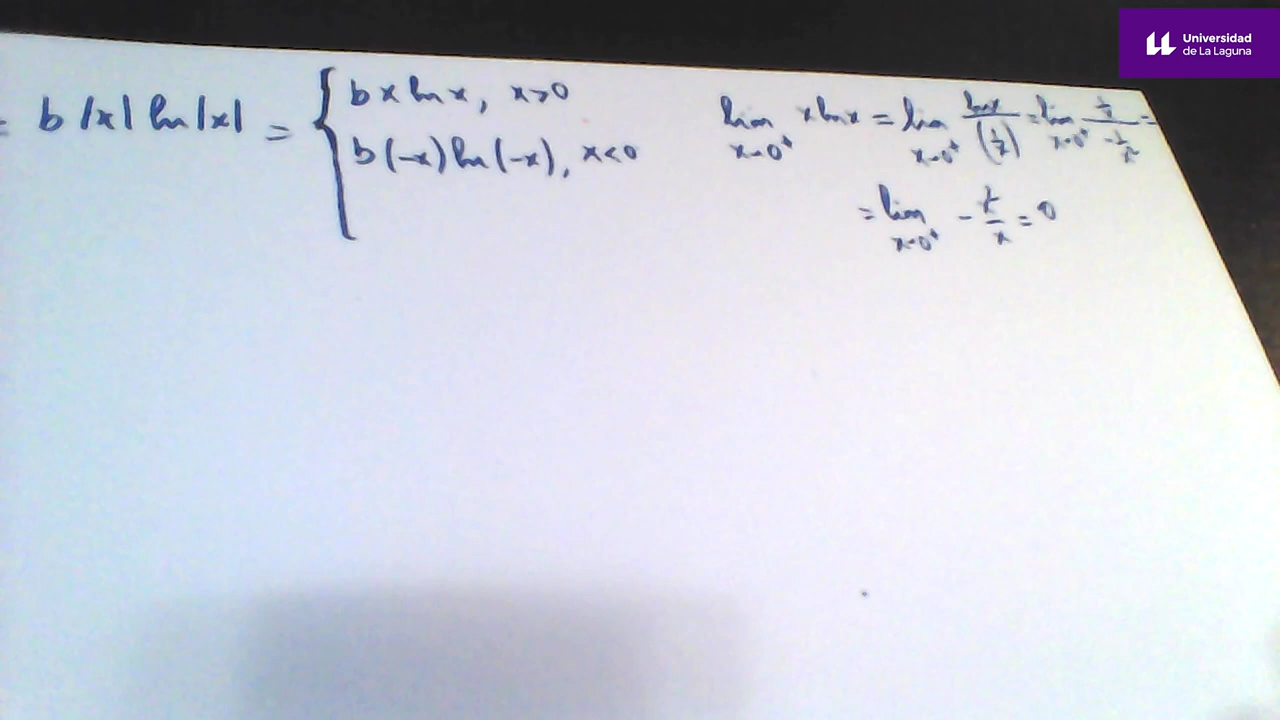 Universidad
de La Laguna
= b|x| ln|x| = { b x ln x, x>0
b(-x) ln(-x), x<0
lim x→0⁺ x ln x = lim x→0⁺ ln x / (1/x) = lim x→0⁺ (1/x) / (-1/x²) =
= lim x→0⁺ - x²/x = 0